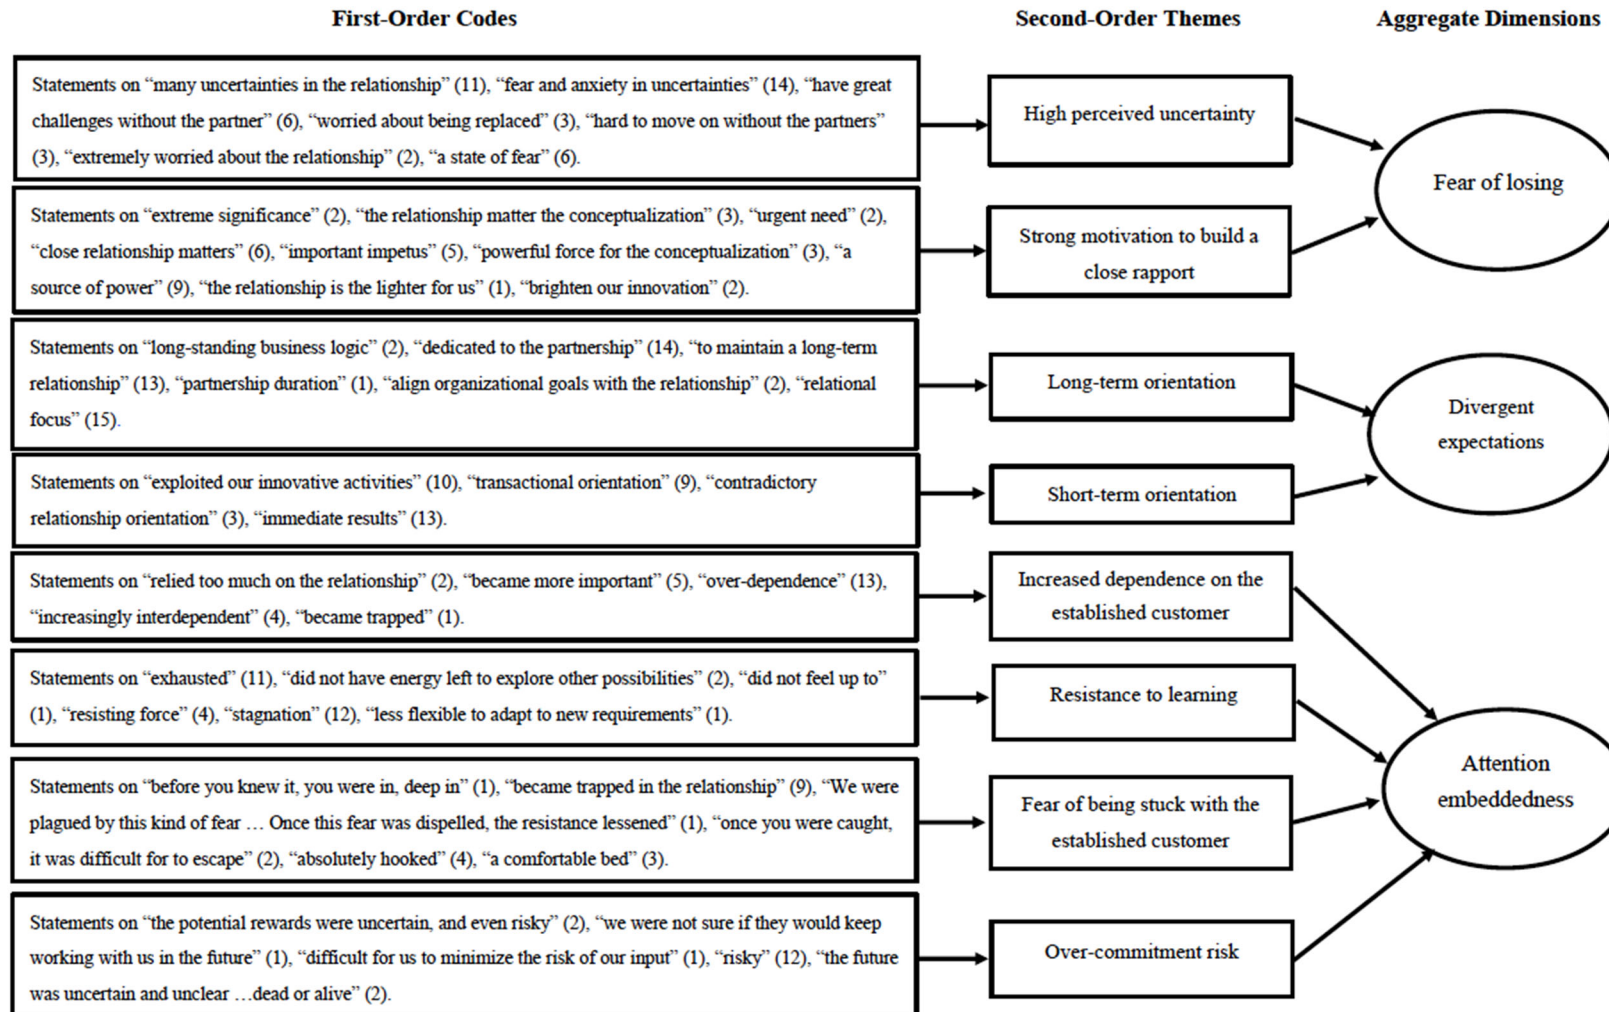 First-Order Codes
Second-Order Themes
Aggregate Dimensions
Statements on “many uncertainties in the relationship” (11), “fear and anxiety in uncertainties” (14), “have great
challenges without the partner” (6), “worried about being replaced” (3), “hard to move on without the partners”
(3), “extremely worried about the relationship” (2), “a state of fear” (6).
High perceived uncertainty
Fear of losing
Statements on “extreme significance” (2), “the relationship matter the conceptualization” (3), “urgent need” (2),
“close relationship matters” (6), “important impetus” (5), “powerful force for the conceptualization” (3), “a
source of power” (9), “the relationship is the lighter for us” (1), “brighten our innovation” (2).
Strong motivation to build a
close rapport
Statements on “long-standing business logic” (2), “dedicated to the partnership” (14), “to maintain a long-term
relationship” (13), “partnership duration” (1), “align organizational goals with the relationship” (2), “relational
focus” (15).
Long-term orientation
Divergent
expectations
Statements on “exploited our innovative activities” (10), “transactional orientation” (9), “contradictory
relationship orientation” (3), “immediate results” (13).
Short-term orientation
Statements on “relied too much on the relationship” (2), “became more important” (5), “over-dependence” (13),
“increasingly interdependent” (4), “became trapped” (1).
Increased dependence on the
established customer
Statements on “exhausted” (11), “did not have energy left to explore other possibilities” (2), “did not feel up to”
(1), “resisting force” (4), “stagnation” (12), “less flexible to adapt to new requirements” (1).
Resistance to learning
Attention
embeddedness
Statements on “before you knew it, you were in, deep in” (1), “became trapped in the relationship” (9), “We were
plagued by this kind of fear … Once this fear was dispelled, the resistance lessened” (1), “once you were caught,
it was difficult for to escape” (2), “absolutely hooked” (4), “a comfortable bed” (3).
Fear of being stuck with the
established customer
Statements on “the potential rewards were uncertain, and even risky” (2), “we were not sure if they would keep
working with us in the future” (1), “difficult for us to minimize the risk of our input” (1), “risky” (12), “the future
was uncertain and unclear …dead or alive” (2).
Over-commitment risk